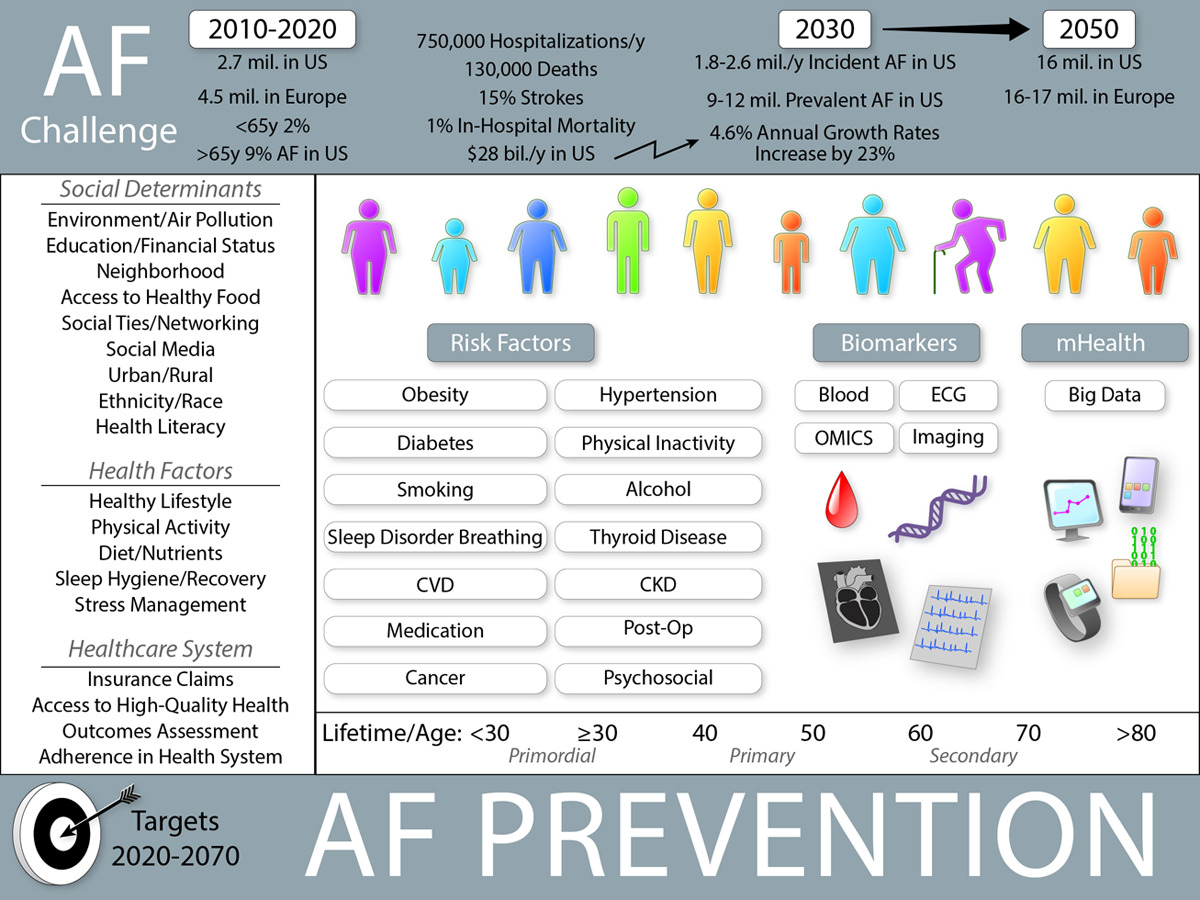 AF
Challenge
2010-2020
2.7 mil. in US
4.5 mil. in Europe
<65y 2%
>65y 9% AF in US
750,000 Hospitalizations/y
130,000 Deaths
15% Strokes
1% In-Hospital Mortality
$28 bil./y in US
2030
1.8-2.6 mil./y Incident AF in US
9-12 mil. Prevalent AF in US
4.6% Annual Growth Rates
Increase by 23%
2050
16 mil. in US
16-17 mil. in Europe
Social Determinants
Environment/Air Pollution
Education/Financial Status
Neighborhood
Access to Healthy Food
Social Ties/Networking
Social Media
Urban/Rural
Ethnicity/Race
Health Literacy
Health Factors
Healthy Lifestyle
Physical Activity
Diet/Nutrients
Sleep Hygiene/Recovery
Stress Management
Healthcare System
Insurance Claims
Access to High-Quality Health
Outcomes Assessment
Adherence in Health System
Risk Factors
Obesity
Hypertension
Diabetes
Physical Inactivity
Smoking
Alcohol
Sleep Disorder Breathing
Thyroid Disease
CVD
CKD
Medication
Post-Op
Cancer
Psychosocial
Biomarkers
Blood
ECG
OMICS
Imaging
mHealth
Big Data
Lifetime/Age: <30 ≥30 40 50 60 70 >80
Primordial Primary Secondary
Targets
2020-2070
AF PREVENTION